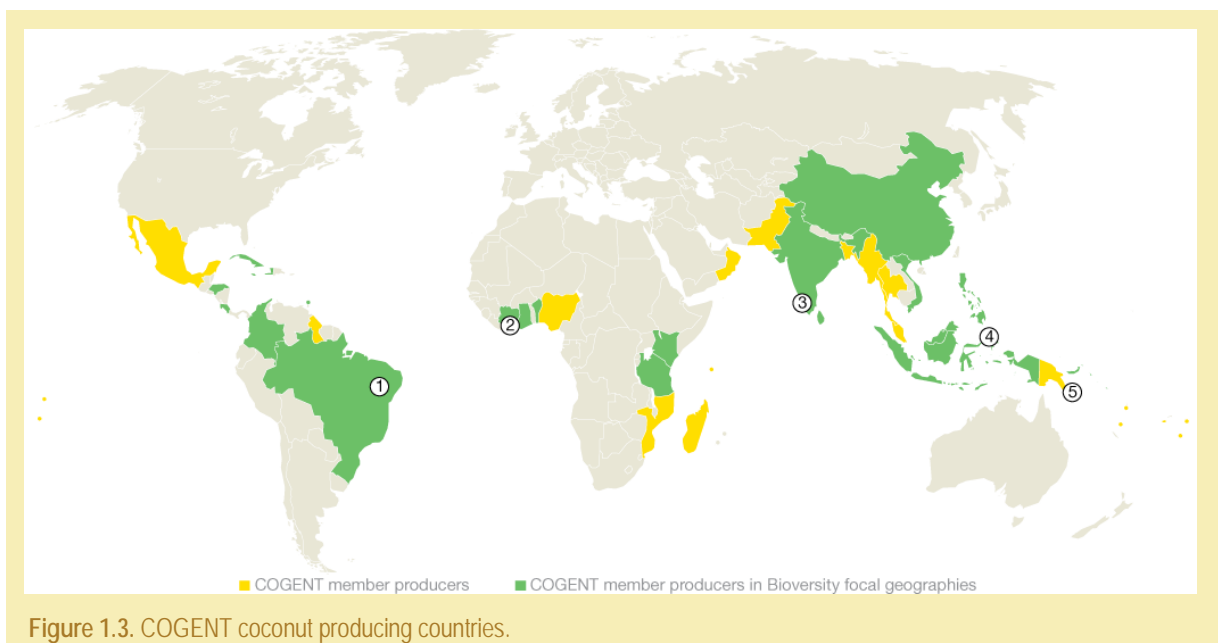 ①
②
③
④
⑤
COGENT member producers COGENT member producers in Bioversity focal geographies
Figure 1.3. COGENT coconut producing countries.